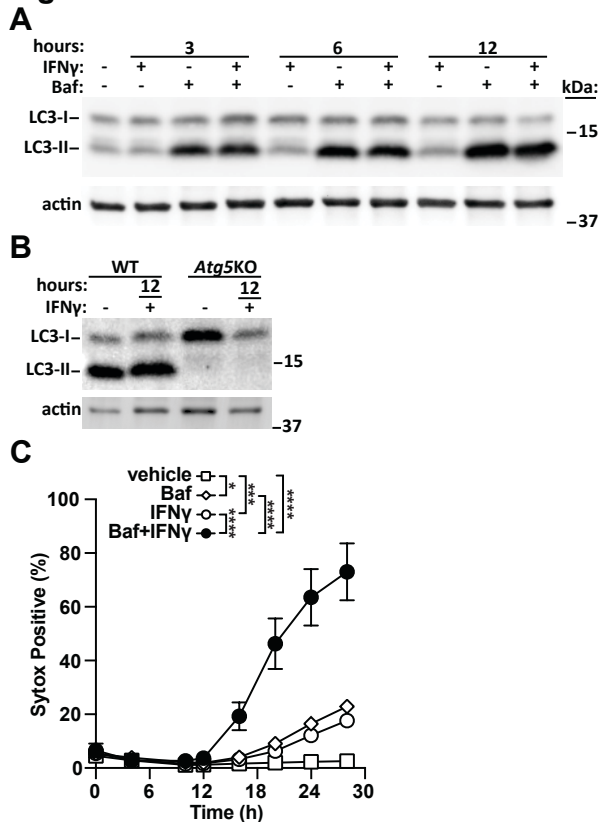 A
hours: 3 6 12
IFNγ: - + - + + - + + - +
Baf: - - + + - + + - + + kDa:
LC3-I–
–15
LC3-II–
actin
–37
B
WT Atg5KO
hours: 12 12
IFNγ: - + - +
LC3-I–
–15
LC3-II–
actin
–37
C
vehicle
Baf
IFNγ
Baf+IFNγ
* *** **** **** ****
100
80
60
40
20
0
Sytox Positive (%)
0 6 12 18 24 30
Time (h)